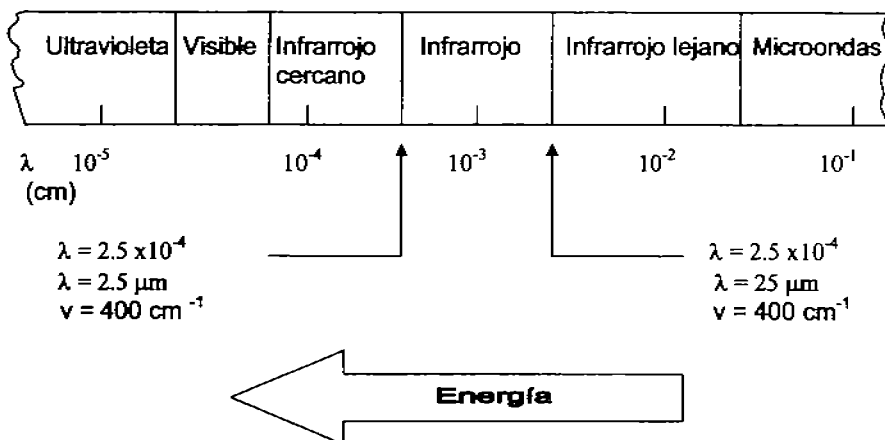 Ultravioleta Visible Infrarrojo cercano Infrarrojo Infrarrojo lejano Microondas
λ (cm) 10⁻⁵ 10⁻⁴ 10⁻³ 10⁻² 10⁻¹
λ = 2.5 x10⁻⁴
λ = 2.5 μm
v = 400 cm ⁻¹
λ = 2.5 x10⁻⁴
λ = 25 μm
v = 400 cm⁻¹
Energía